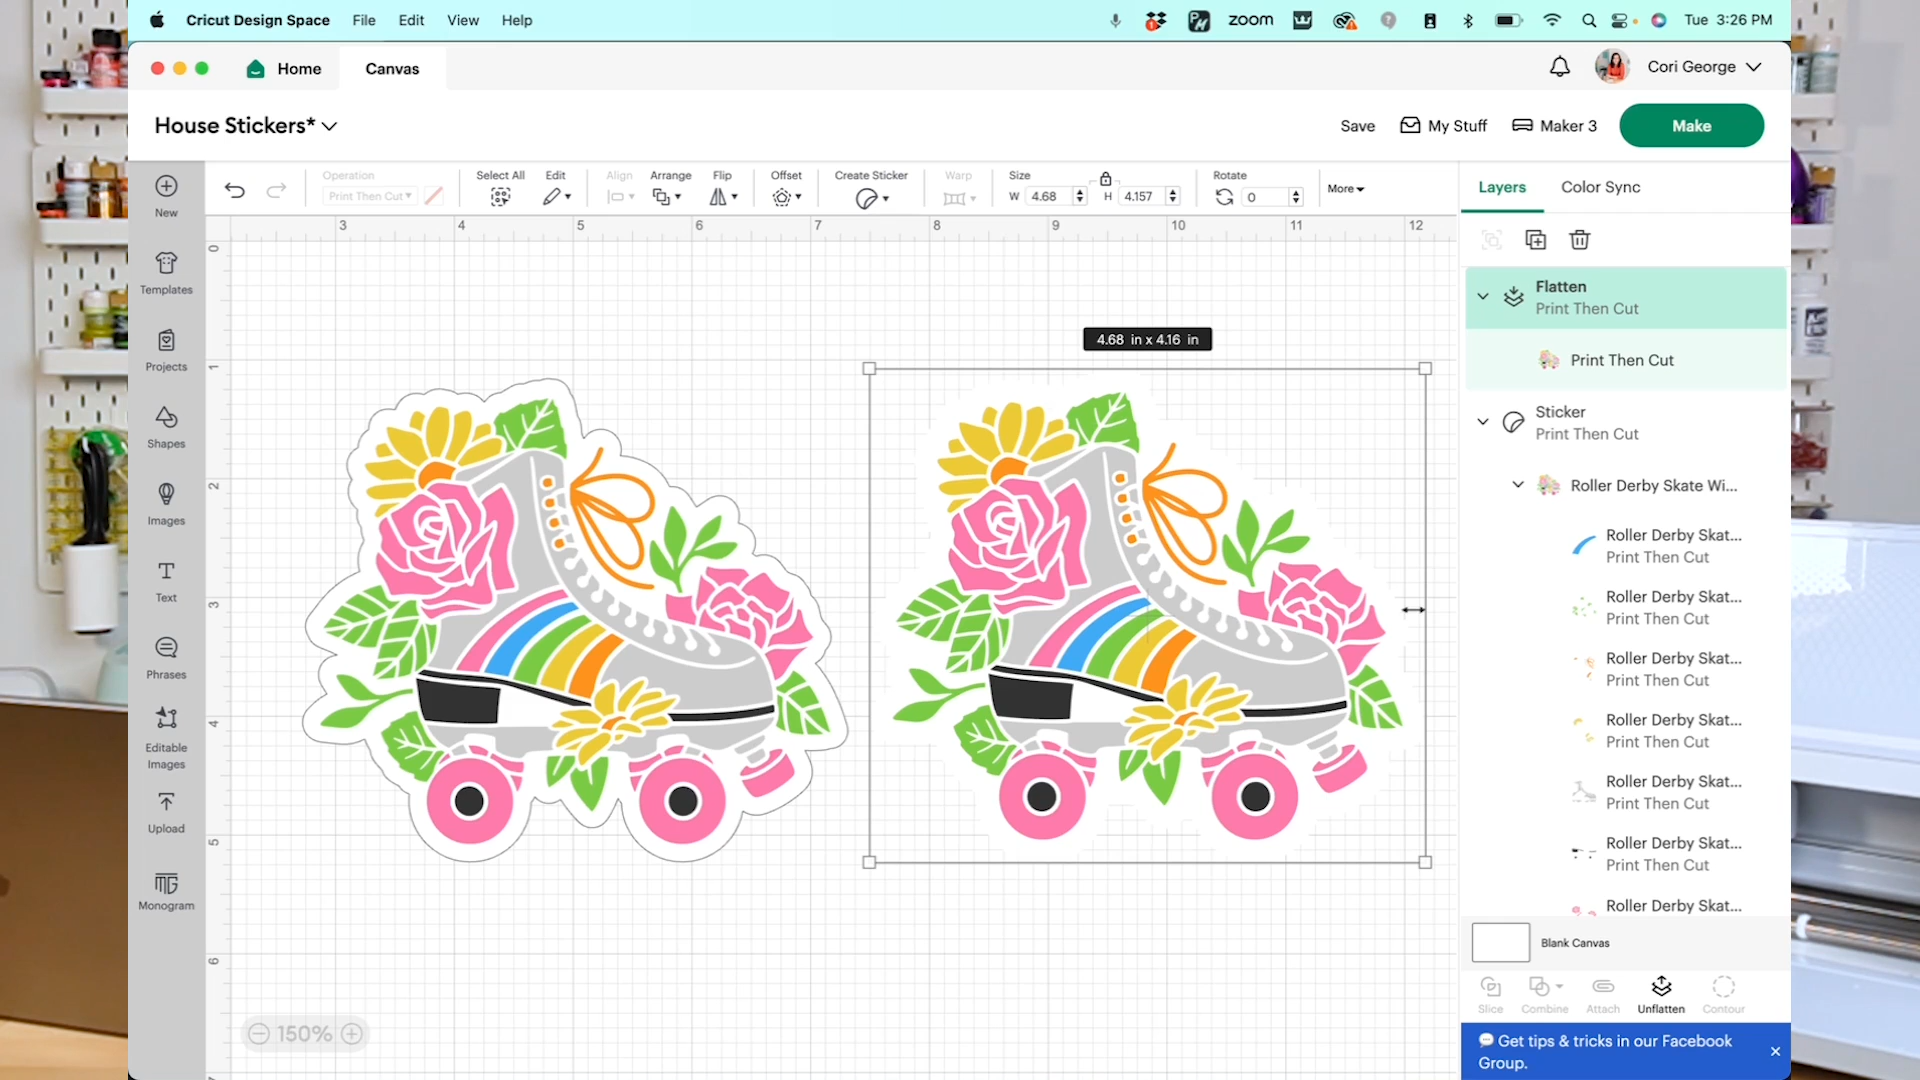 Cricut Design Space File Edit View Help
zoom
Tue 3:26 PM
Home
Canvas
Cori George
House Stickers*
Save
My Stuff
Maker 3
Make
Operation
Print Then Cut
Select All
Edit
Align
Arrange
Flip
Offset
Create Sticker
Warp
Size
W 4.68
H 4.157
Rotate
0
More
Layers
Color Sync
New
Templates
Projects
Shapes
Images
Text
Phrases
Editable
Images
Upload
Monogram
3 4 5 6 7 8 9 10 11 12
0
1
2
3
4
5
6
4.68 in x 4.16 in
150%
Flatten
Print Then Cut
Print Then Cut
Sticker
Print Then Cut
Roller Derby Skate Wi...
Roller Derby Skat...
Print Then Cut
Roller Derby Skat...
Print Then Cut
Roller Derby Skat...
Print Then Cut
Roller Derby Skat...
Print Then Cut
Roller Derby Skat...
Print Then Cut
Roller Derby Skat...
Print Then Cut
Roller Derby Skat...
Blank Canvas
Slice
Combine
Attach
Unflatten
Contour
Get tips & tricks in our Facebook
Group.